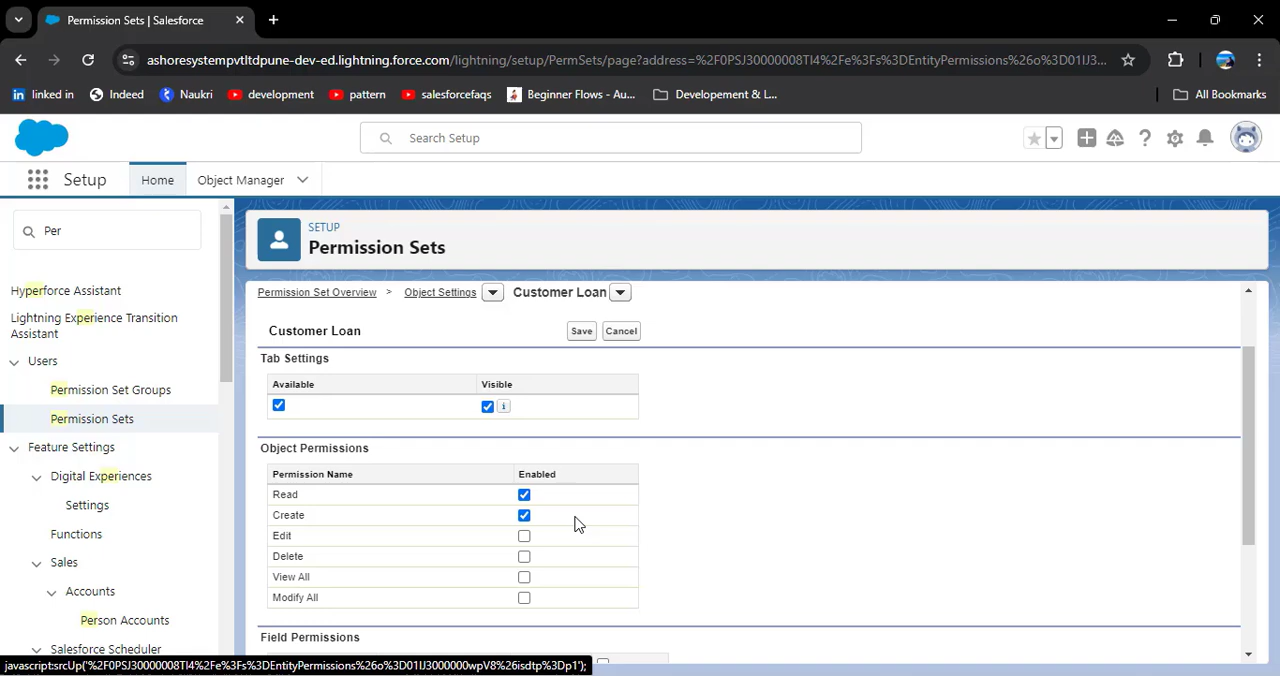 Permission Sets | Salesforce
ashoresystempvtltdpune-dev-ed.lightning.force.com/lightning/setup/PermSets/page?address=%2F0PSJ30000008Tl4%2Fe%3Fs%3DEntityPermissions%26o%3D01IJ3...
linked in Indeed Naukri development pattern salesforcefaqs Beginner Flows - Au... Developement & L... All Bookmarks
Search Setup
Setup Home Object Manager
Per
SETUP
Permission Sets
Hyperforce Assistant
Lightning Experience Transition
Assistant
Users
Permission Set Groups
Permission Sets
Feature Settings
Digital Experiences
Settings
Functions
Sales
Accounts
Person Accounts
Salesforce Scheduler
Permission Set Overview > Object Settings Customer Loan
Customer Loan Save Cancel
Tab Settings
Available Visible
i
Object Permissions
Permission Name Enabled
Read
Create
Edit
Delete
View All
Modify All
Field Permissions
javascript:srcUp('%2F0PSJ30000008Tl4%2Fe%3Fs%3DEntityPermissions%26o%3D01IJ3000000wpV8%26isdtp%3Dp1');